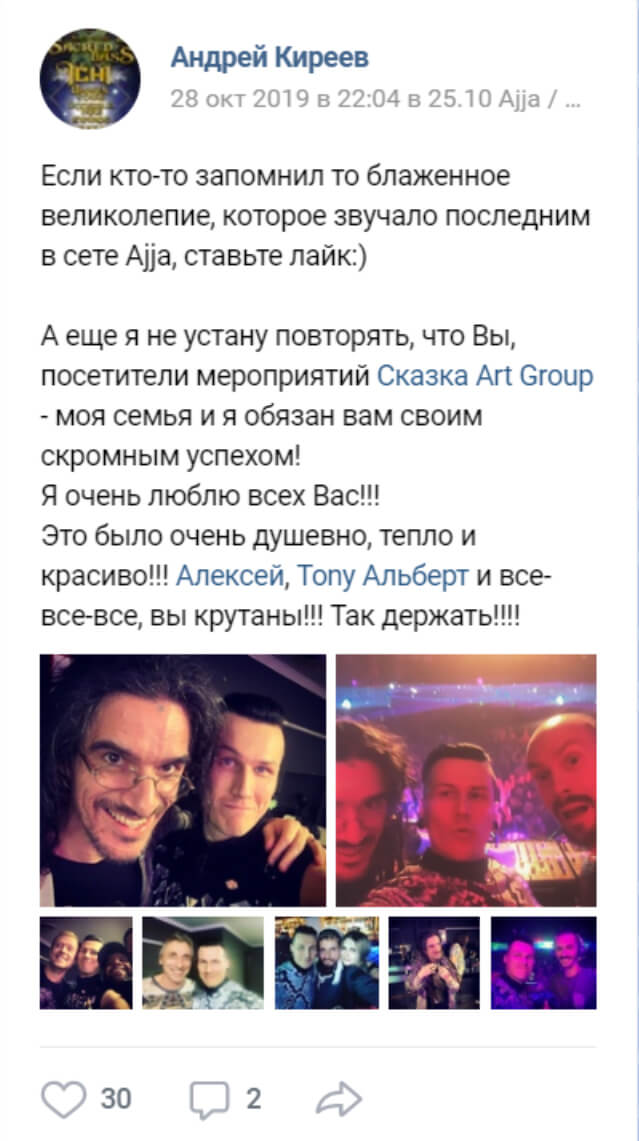 Андрей Киреев
28 окт 2019 в 22:04 в 25.10 Ajja / ...
Если кто-то запомнил то блаженное
великолепие, которое звучало последним
в сете Ajja, ставьте лайк:)
А еще я не устану повторять, что Вы,
посетители мероприятий Сказка Art Group
- моя семья и я обязан вам своим
скромным успехом!
Я очень люблю всех Вас!!!
Это было очень душевно, тепло и
красиво!!! Алексей, Tony Альберт и все-
все-все, вы крутаны!!! Так держать!!!!
30
2